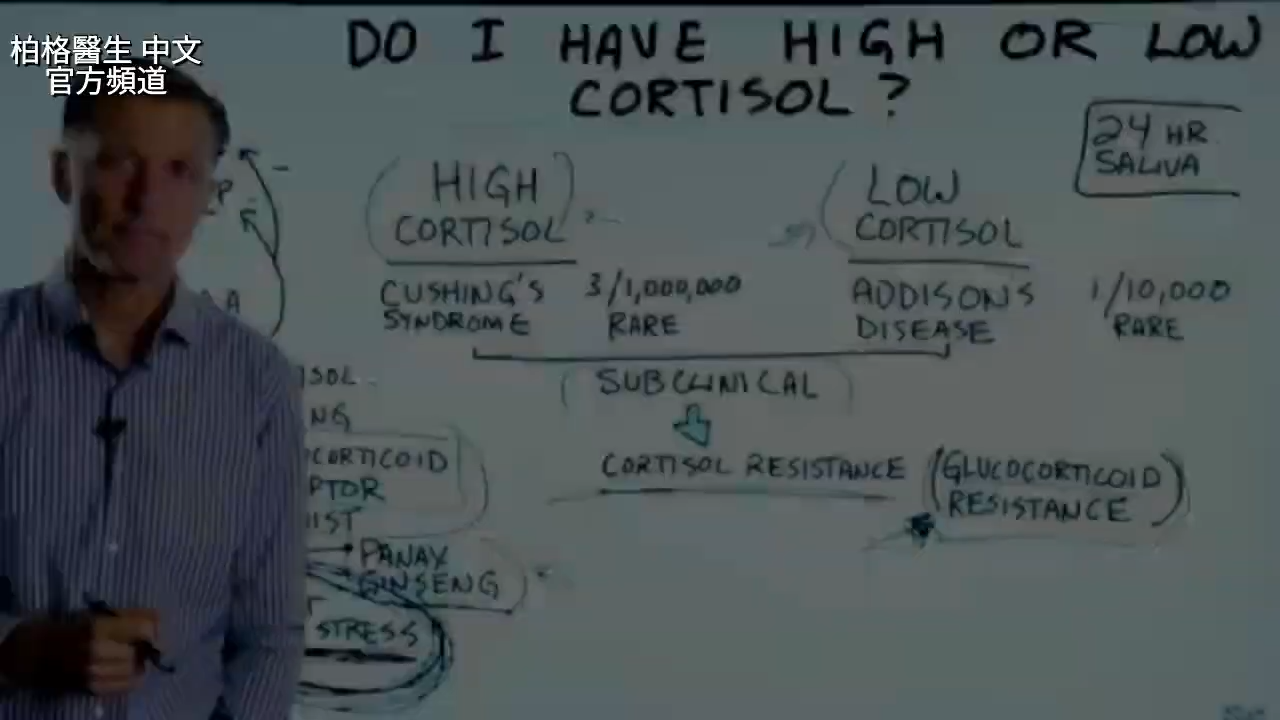 柏格醫生 中文
官方頻道
DO I HAVE HIGH OR LOW
CORTISOL?
24 HR
SALIVA
HIGH
CORTISOL
LOW
CORTISOL
CUSHING'S
SYNDROME
3/1,000,000
RARE
ADDISON'S
DISEASE
1/10,000
RARE
SUBCLINICAL
CORTISOL RESISTANCE
(GLUCOCORTICOID
RESISTANCE)
PANAX
GINSENG
STRESS